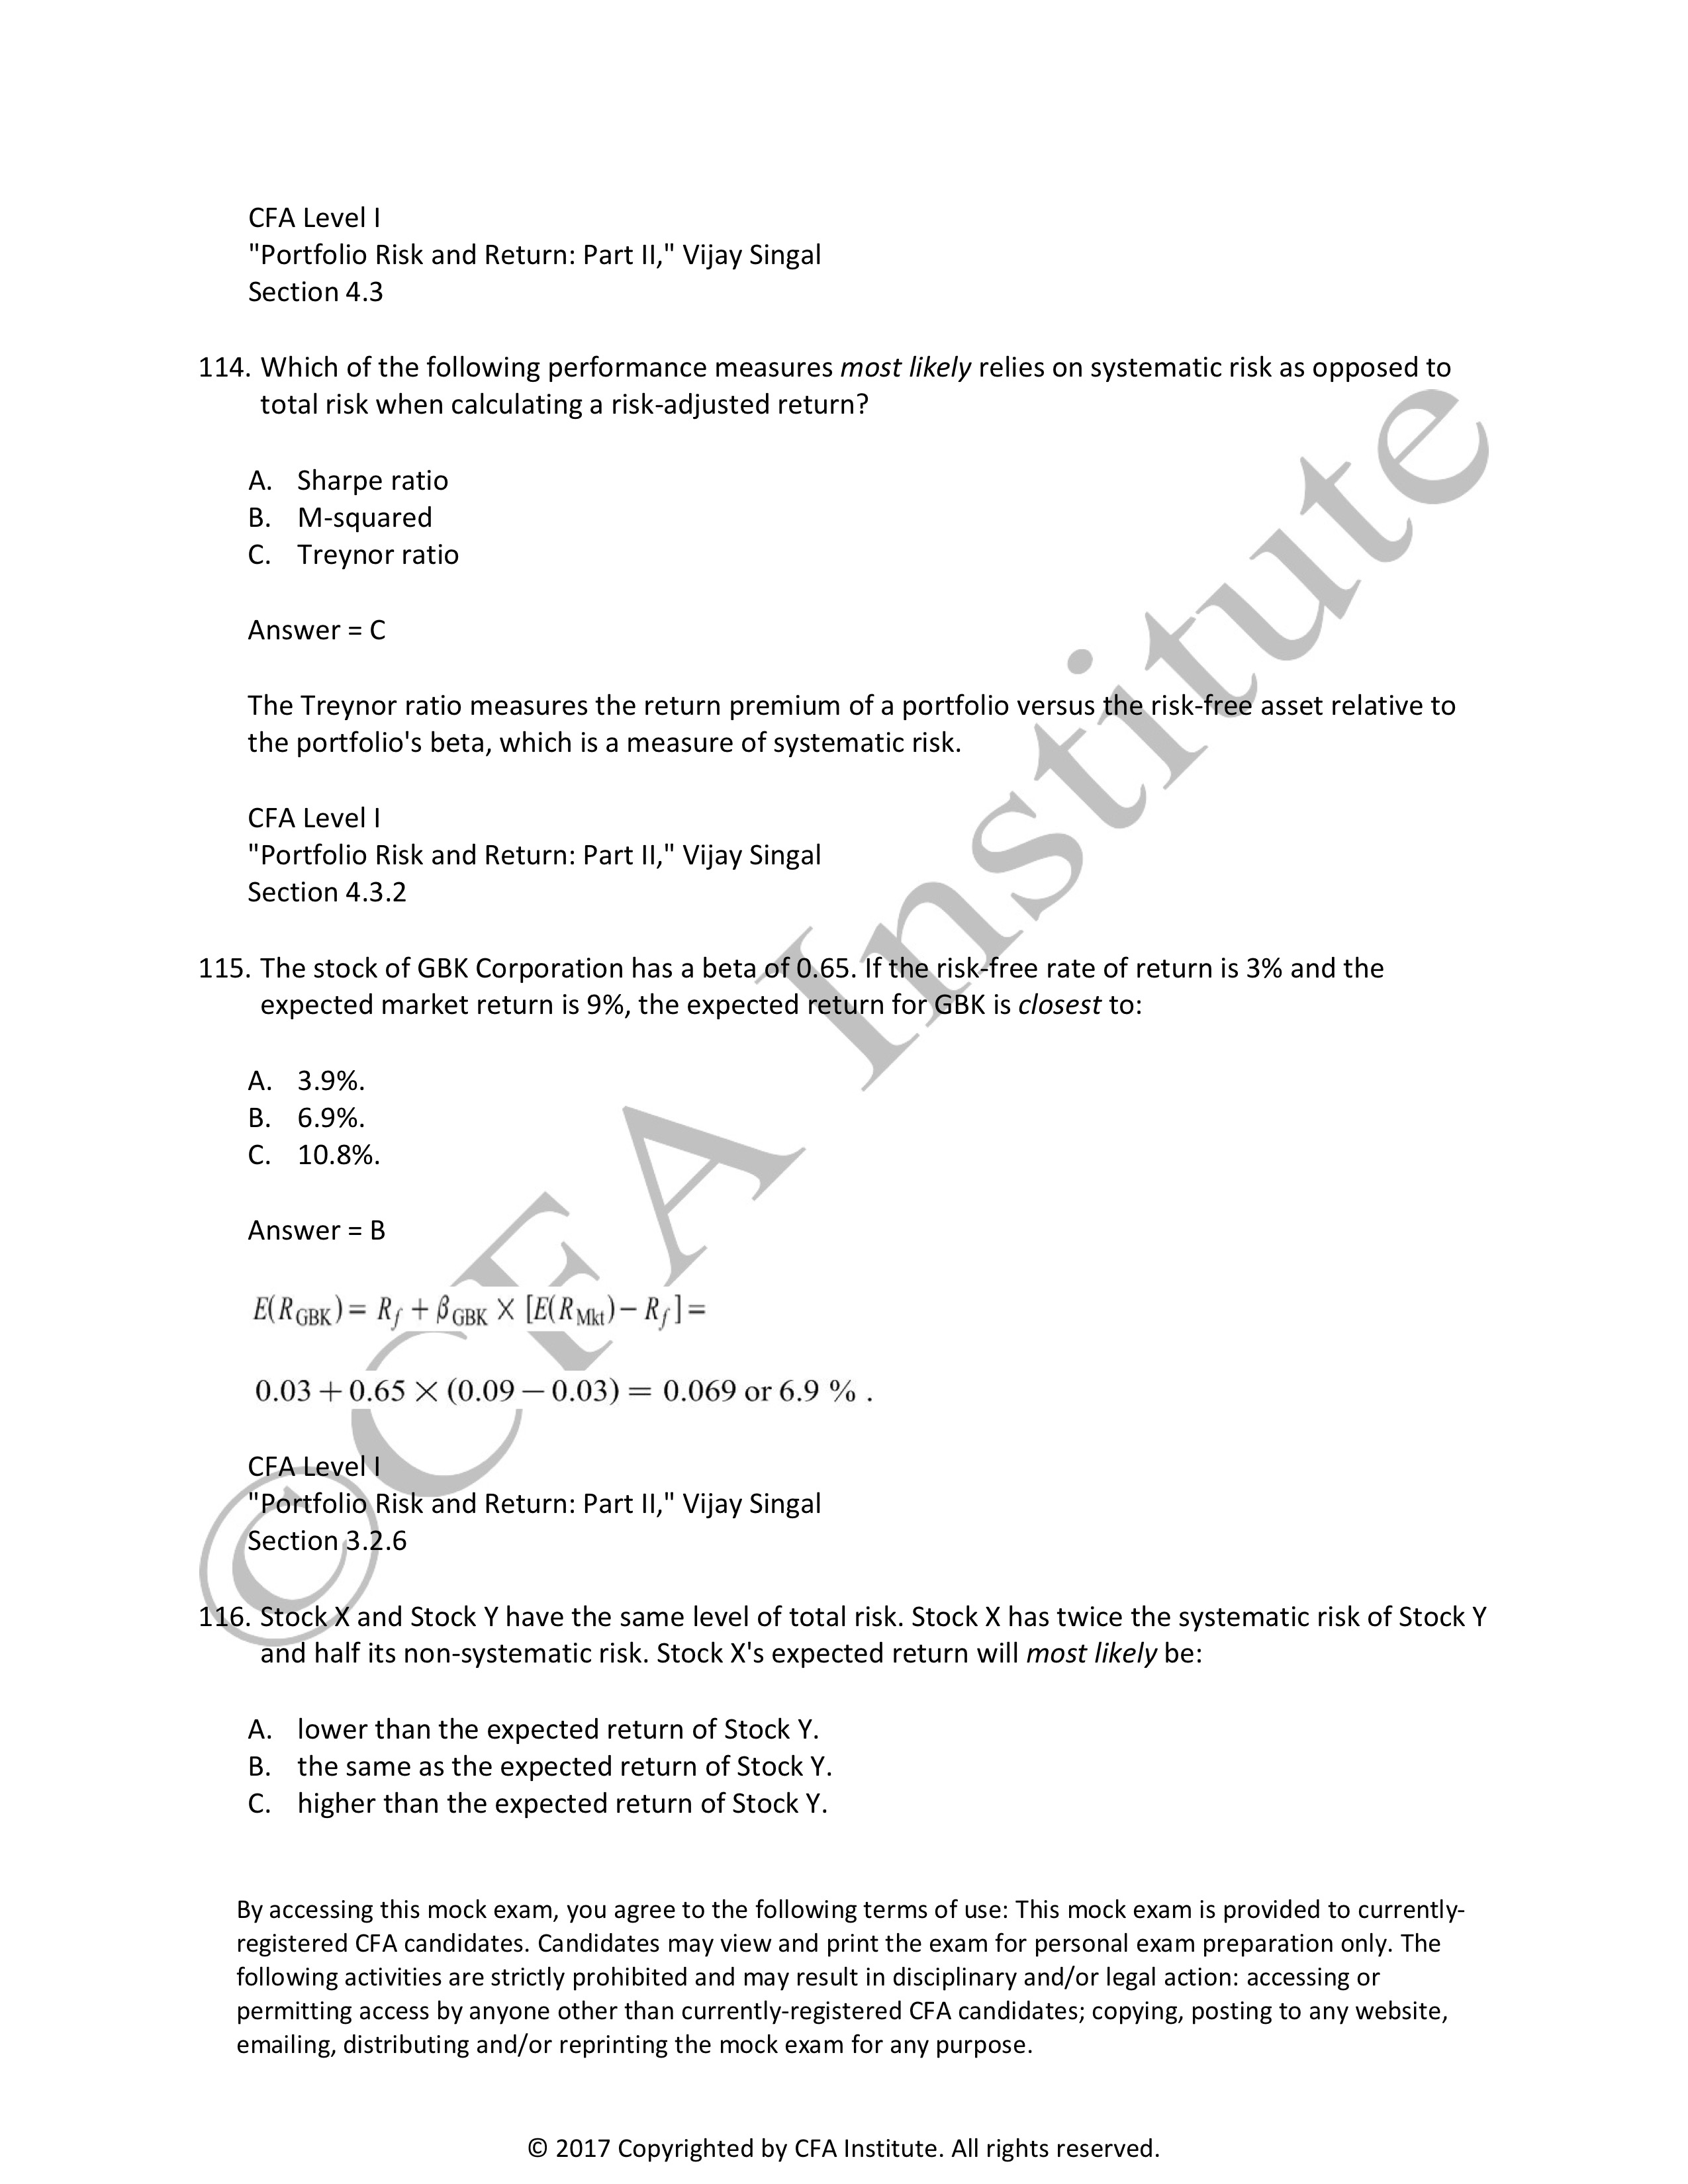 CFA Level I
"Portfolio Risk and Return: Part II," Vijay Singal
Section 4.3
114. Which of the following performance measures most likely relies on systematic risk as opposed to
total risk when calculating a risk-adjusted return?
A. Sharpe ratio
B. M-squared
C. Treynor ratio
Answer = C
The Treynor ratio measures the return premium of a portfolio versus the risk-free asset relative to
the portfolio's beta, which is a measure of systematic risk.
CFA Level I
"Portfolio Risk and Return: Part II," Vijay Singal
Section 4.3.2
115. The stock of GBK Corporation has a beta of 0.65. If the risk-free rate of return is 3% and the
expected market return is 9%, the expected return for GBK is closest to:
A. 3.9%.
B. 6.9%.
C. 10.8%.
Answer = B
E(R_GBK) = R_f + β_GBK × [E(R_Mkt) − R_f] =
0.03 + 0.65 × (0.09 − 0.03) = 0.069 or 6.9 % .
CFA Level I
"Portfolio Risk and Return: Part II," Vijay Singal
Section 3.2.6
116. Stock X and Stock Y have the same level of total risk. Stock X has twice the systematic risk of Stock Y
and half its non-systematic risk. Stock X's expected return will most likely be:
A. lower than the expected return of Stock Y.
B. the same as the expected return of Stock Y.
C. higher than the expected return of Stock Y.
By accessing this mock exam, you agree to the following terms of use: This mock exam is provided to currently-
registered CFA candidates. Candidates may view and print the exam for personal exam preparation only. The
following activities are strictly prohibited and may result in disciplinary and/or legal action: accessing or
permitting access by anyone other than currently-registered CFA candidates; copying, posting to any website,
emailing, distributing and/or reprinting the mock exam for any purpose.
© 2017 Copyrighted by CFA Institute. All rights reserved.
© CFA Institute